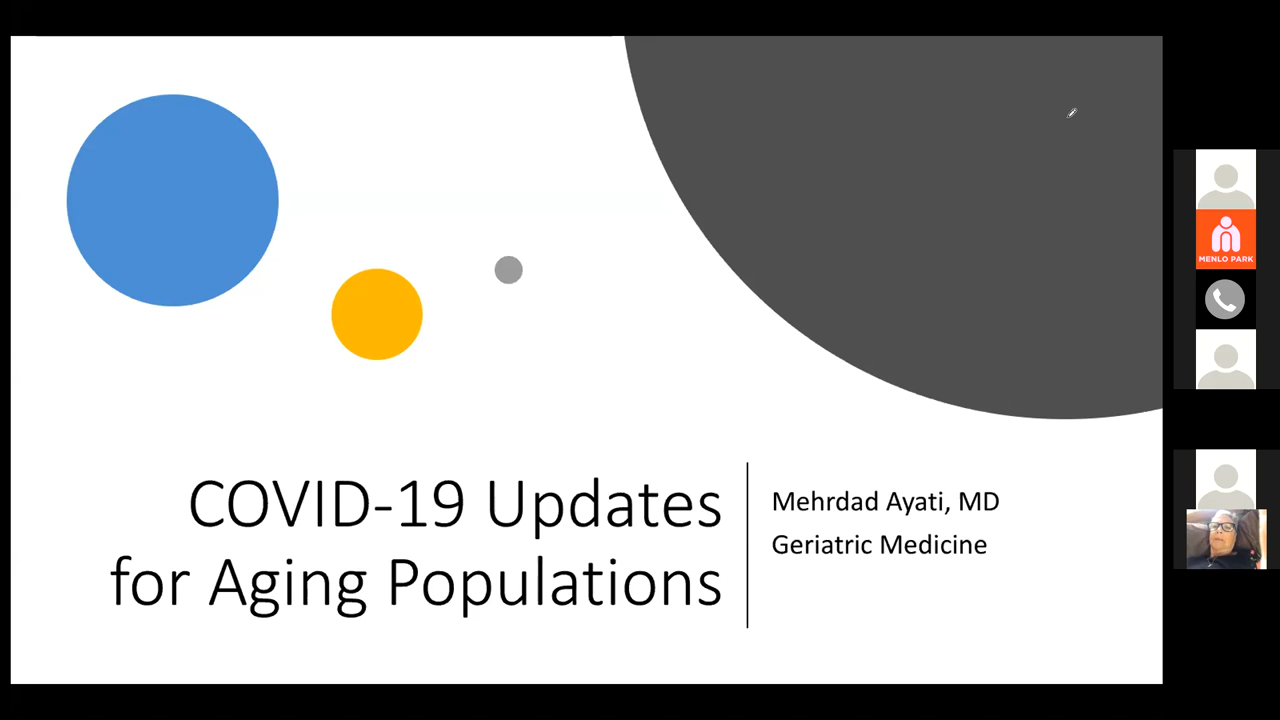 COVID-19 Updates
for Aging Populations
Mehrdad Ayati, MD
Geriatric Medicine
MENLO PARK